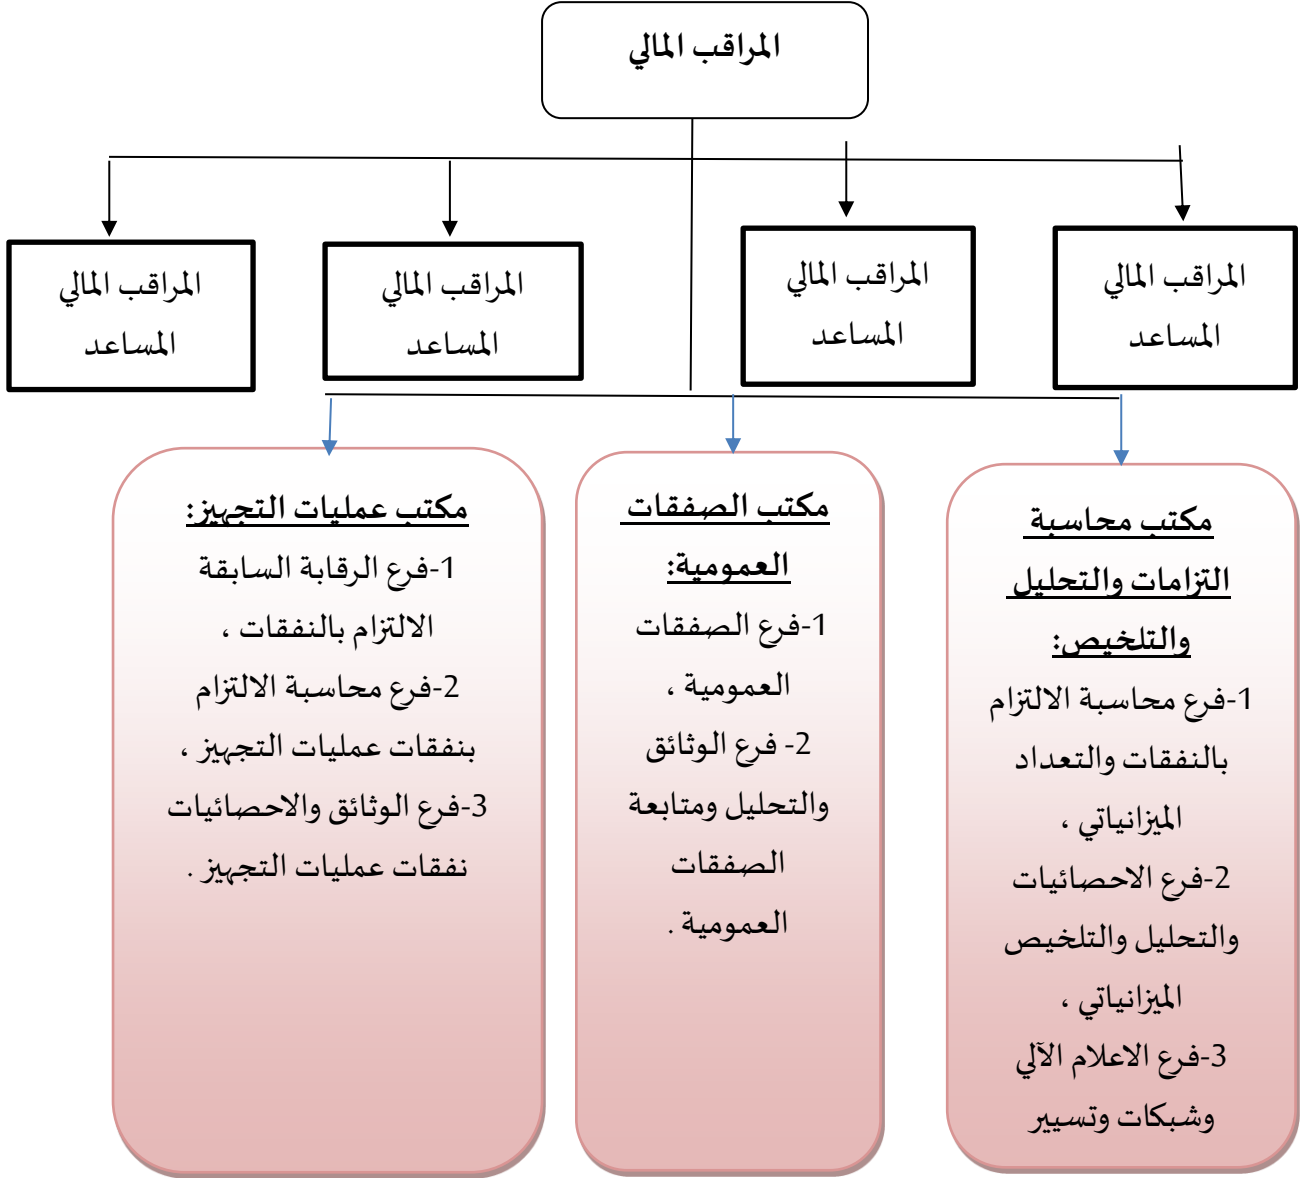 المراقب المالي
المراقب المالي
المساعد
المراقب المالي
المساعد
المراقب المالي
المساعد
المراقب المالي
المساعد
مكتب محاسبة
التزامات والتحليل
والتلخيص:
1-فرع محاسبة الالتزام
بالنفقات والتعداد
الميزانياتي ،
2-فرع الاحصائيات
والتحليل والتلخيص
الميزانياتي ،
3-فرع الاعلام الآلي
وشبكات وتسيير
مكتب الصفقات
العمومية:
1-فرع الصفقات
العمومية ،
2- فرع الوثائق
والتحليل ومتابعة
الصفقات
العمومية .
مكتب عمليات التجهيز:
1-فرع الرقابة السابقة
الالتزام بالنفقات ،
2-فرع محاسبة الالتزام
بنفقات عمليات التجهيز ،
3-فرع الوثائق والاحصائيات
نفقات عمليات التجهيز .